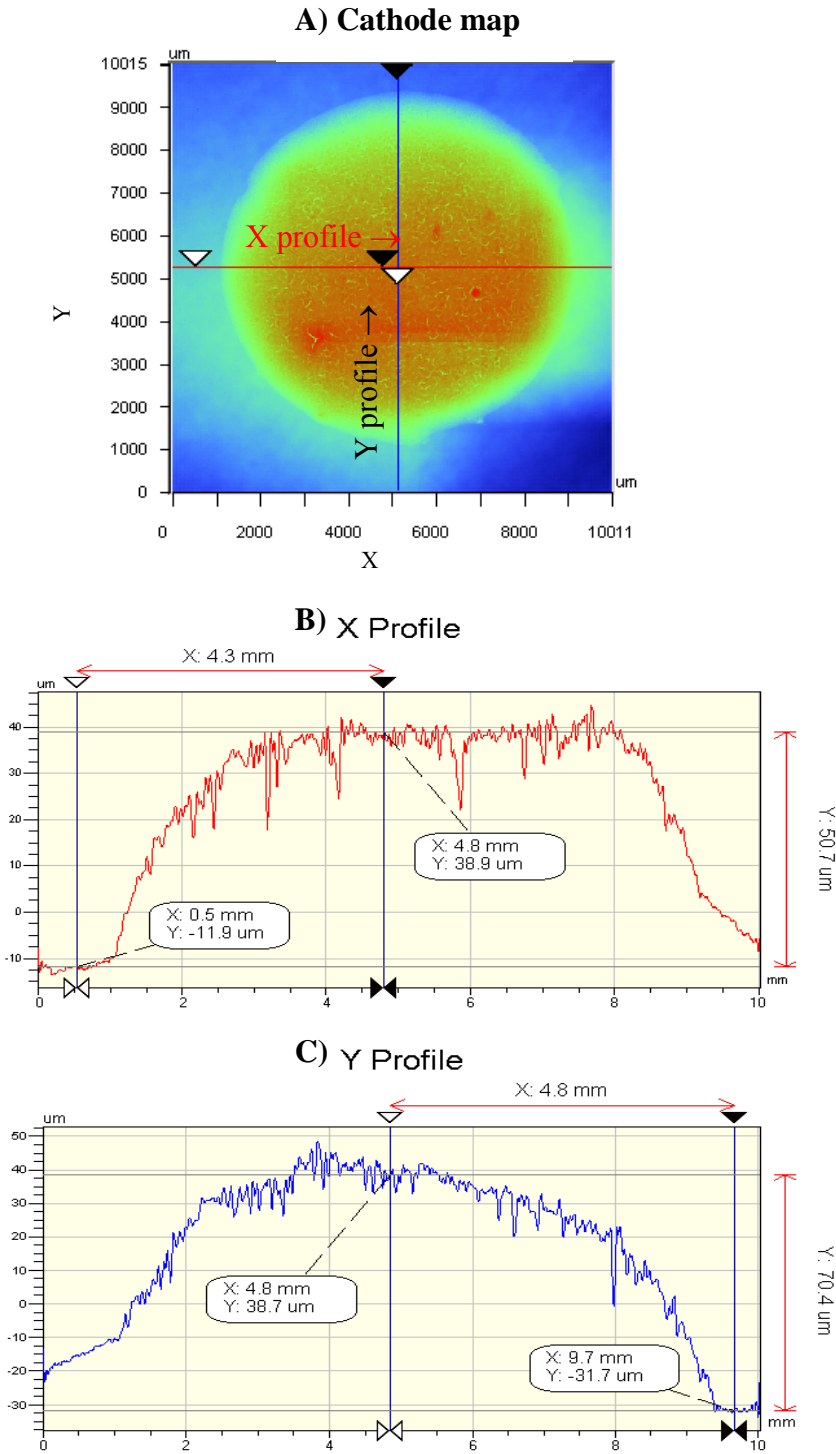 A) Cathode map
um
10015
9000
8000
7000
6000
5000
4000
3000
2000
1000
0
Y
X profile →
Y profile →
um
0 2000 4000 6000 8000 10011
X
B) X Profile
X: 4.3 mm
um
40
30
20
10
0
-10
X: 4.8 mm
Y: 38.9 um
X: 0.5 mm
Y: -11.9 um
Y: 50.7 um
mm
0 2 4 6 8 10
C) Y Profile
X: 4.8 mm
um
50
40
30
20
10
0
-10
-20
-30
X: 4.8 mm
Y: 38.7 um
X: 9.7 mm
Y: -31.7 um
Y: 70.4 um
mm
0 2 4 6 8 10